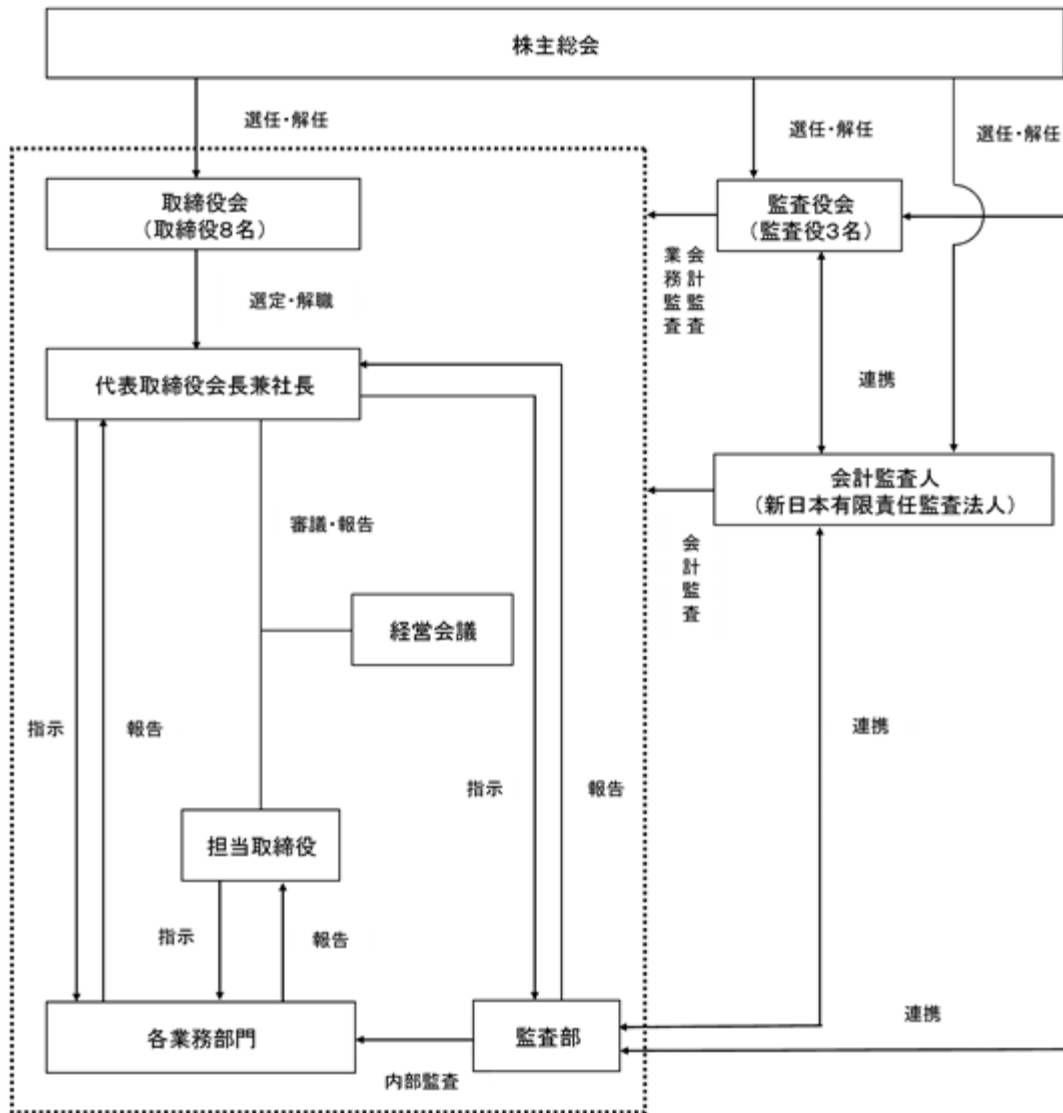 株主総会
選任・解任
選任・解任
選任・解任
取締役会
（取締役8名）
監査役会
（監査役3名）
業務監査
会計監査
選定・解職
代表取締役会長兼社長
連携
会計監査人
（新日本有限責任監査法人）
審議・報告
会計監査
経営会議
指示
報告
連携
指示
報告
担当取締役
指示
報告
各業務部門
監査部
連携
内部監査